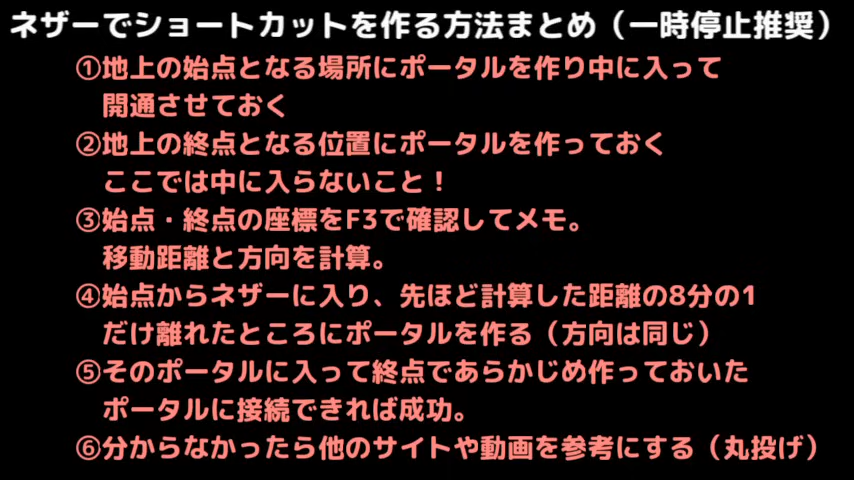 ネザーでショートカットを作る方法まとめ（一時停止推奨）
①地上の始点となる場所にポータルを作り中に入って
開通させておく
②地上の終点となる位置にポータルを作っておく
ここでは中に入らないこと！
③始点・終点の座標をF3で確認してメモ。
移動距離と方向を計算。
④始点からネザーに入り、先ほど計算した距離の8分の1
だけ離れたところにポータルを作る（方向は同じ）
⑤そのポータルに入って終点であらかじめ作っておいた
ポータルに接続できれば成功。
⑥分からなかったら他のサイトや動画を参考にする（丸投げ）